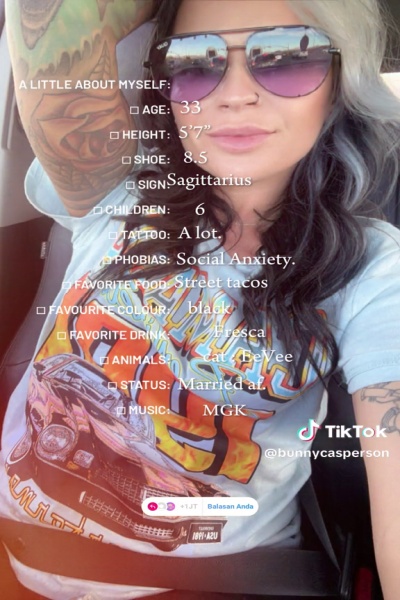 A LITTLE ABOUT MYSELF:
□ AGE: 33
□ HEIGHT: 5'7"
□ SHOE: 8.5
□ SIGN Sagittarius
□ CHILDREN: 6
□ TATTOO: A lot.
□ PHOBIAS: Social Anxiety.
□ FAVORITE FOOD: Street tacos
□ FAVOURITE COLOUR: black
□ FAVORITE DRINK: Fresca
□ ANIMALS: cat : EeVee
□ STATUS: Married af.
□ MUSIC: MGK
TikTok
@bunnycasperson
+1JT Balasan Anda